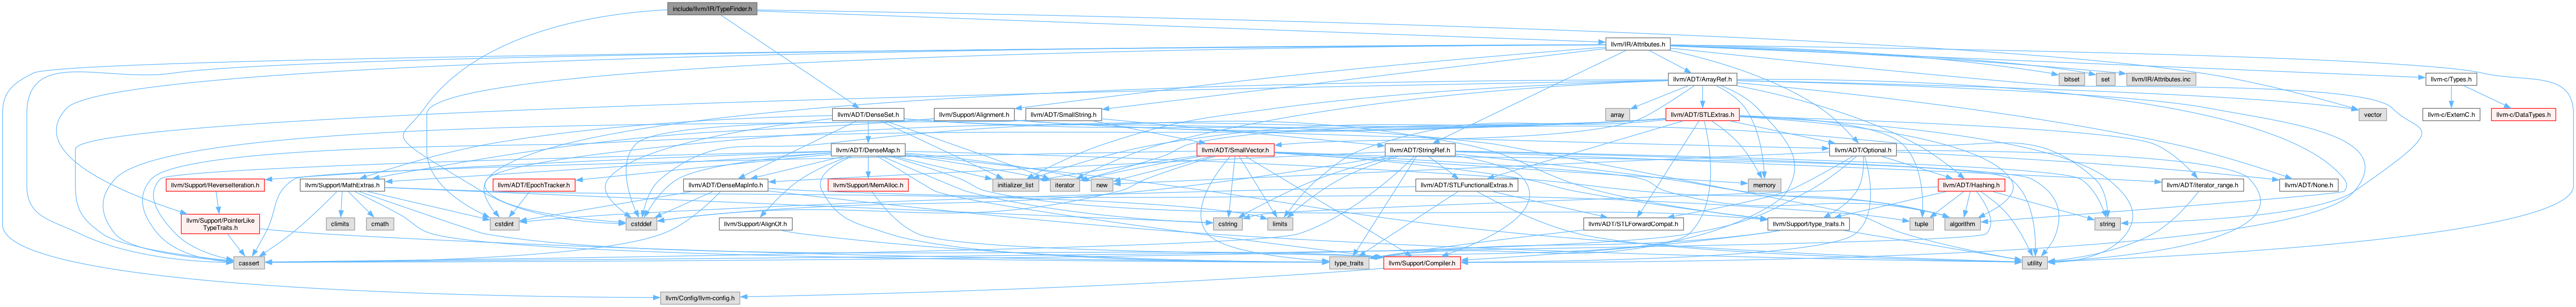 include/llvm/IR/TypeFinder.h
llvm/IR/Attributes.h
llvm/ADT/ArrayRef.h
bitset
set
llvm/IR/Attributes.inc
llvm-c/Types.h
llvm/ADT/DenseSet.h
llvm/Support/Alignment.h
llvm/ADT/SmallString.h
array
llvm/ADT/STLExtras.h
vector
llvm-c/ExternC.h
llvm-c/DataTypes.h
llvm/ADT/DenseMap.h
llvm/ADT/SmallVector.h
llvm/ADT/StringRef.h
llvm/ADT/Optional.h
llvm/Support/ReverseIteration.h
llvm/Support/MathExtras.h
llvm/ADT/EpochTracker.h
llvm/Support/MemAlloc.h
llvm/ADT/DenseMapInfo.h
initializer_list
iterator
new
llvm/ADT/STLFunctionalExtras.h
memory
llvm/ADT/Hashing.h
llvm/ADT/iterator_range.h
llvm/ADT/None.h
llvm/Support/PointerLike
TypeTraits.h
climits
cmath
cstdint
cstddef
llvm/Support/AlignOf.h
cstring
limits
llvm/ADT/STLForwardCompat.h
llvm/Support/type_traits.h
tuple
algorithm
string
cassert
type_traits
llvm/Support/Compiler.h
utility
llvm/Config/llvm-config.h